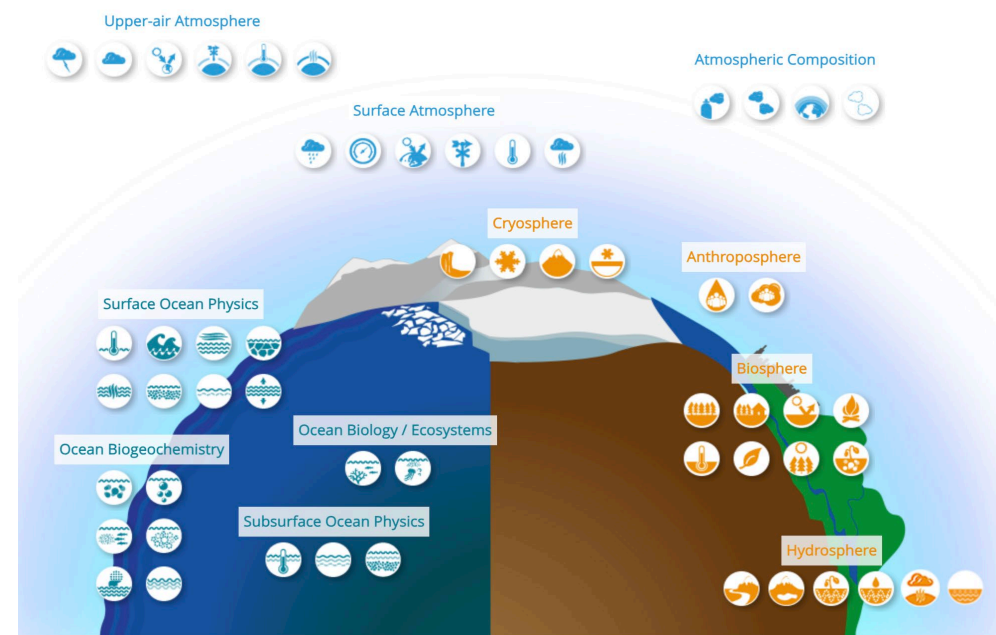 Upper-air Atmosphere
Atmospheric Composition
Surface Atmosphere
Cryosphere
Anthroposphere
Surface Ocean Physics
Biosphere
Ocean Biology / Ecosystems
Ocean Biogeochemistry
Subsurface Ocean Physics
Hydrosphere